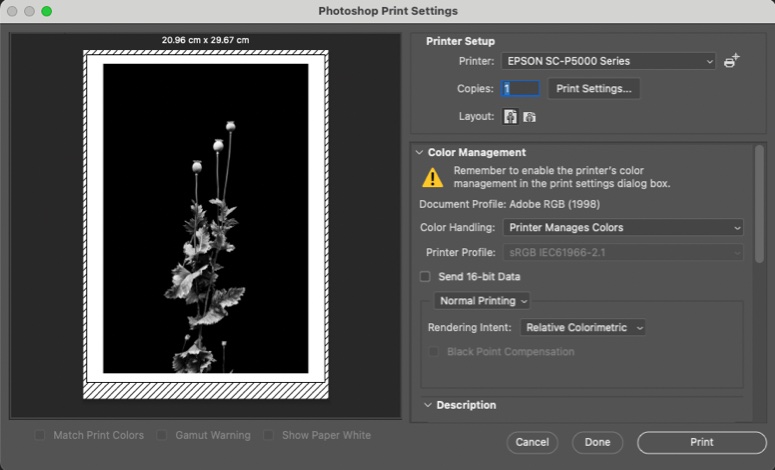 Photoshop Print Settings
20.96 cm x 29.67 cm
Printer Setup
Printer: EPSON SC-P5000 Series
Copies: 1 Print Settings...
Layout:
Color Management
Remember to enable the printer's color
management in the print settings dialog box.
Document Profile: Adobe RGB (1998)
Color Handling: Printer Manages Colors
Printer Profile: sRGB IEC61966-2.1
Send 16-bit Data
Normal Printing
Rendering Intent: Relative Colorimetric
Black Point Compensation
Description
Match Print Colors Gamut Warning Show Paper White
Cancel Done Print